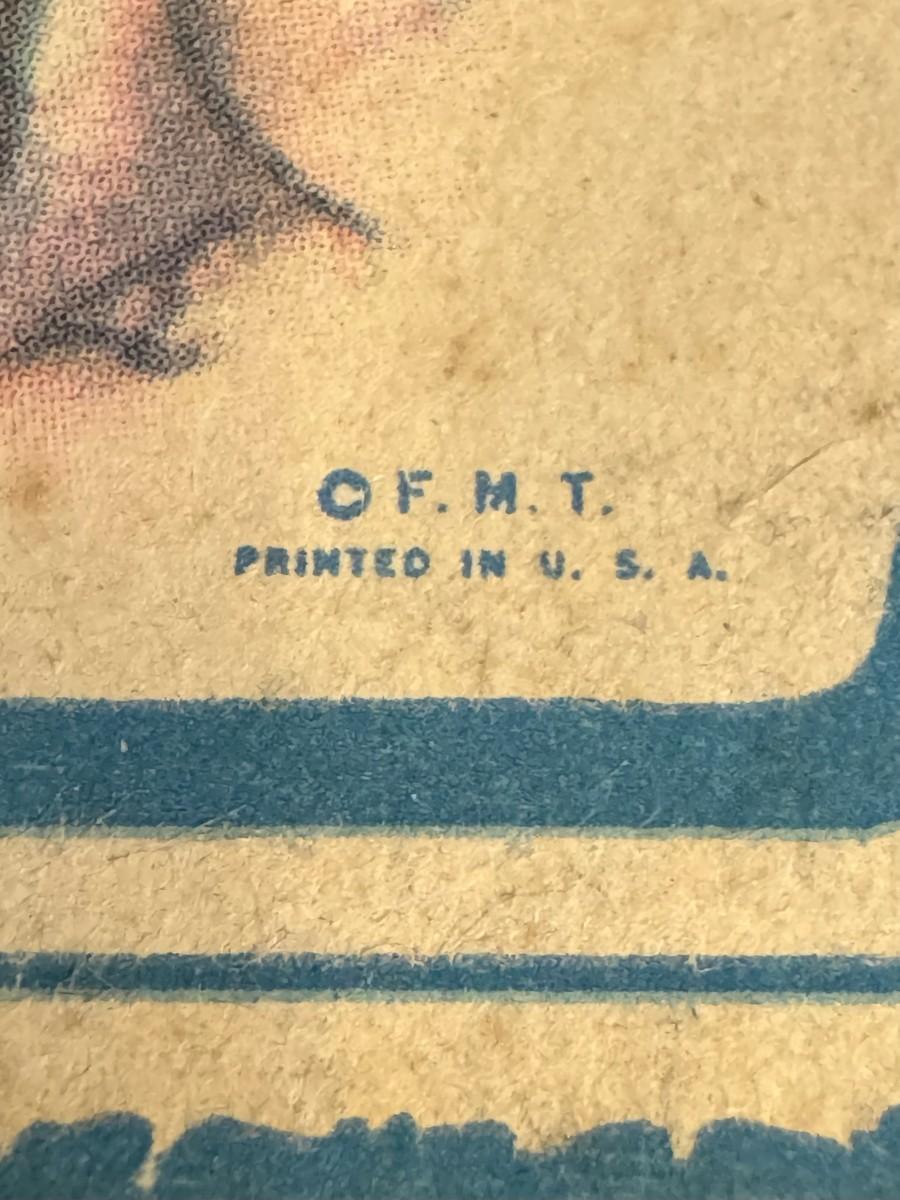 © F. M. T.
PRINTED IN U. S. A.